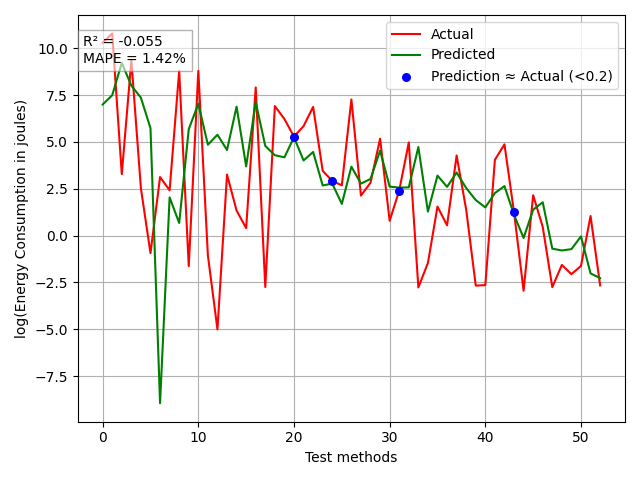 R² = -0.055
MAPE = 1.42%
Actual
Predicted
Prediction ≈ Actual (<0.2)
log(Energy Consumption in joules)
10.0
7.5
5.0
2.5
0.0
−2.5
−5.0
−7.5
0
10
20
30
40
50
Test methods